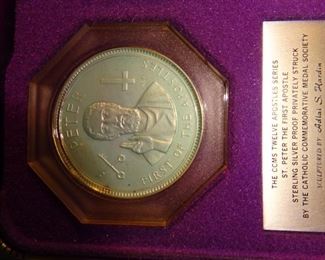 PETER
FIRST OF THE APOSTLES
THE CCMS TWELVE APOSTLES SERIES
ST. PETER THE FIRST APOSTLE
STERLING SILVER PROOF PRIVATELY STRUCK
BY THE CATHOLIC COMMEMORATIVE MEDAL SOCIETY
SCULPTURED BY Adlai S. Hardin